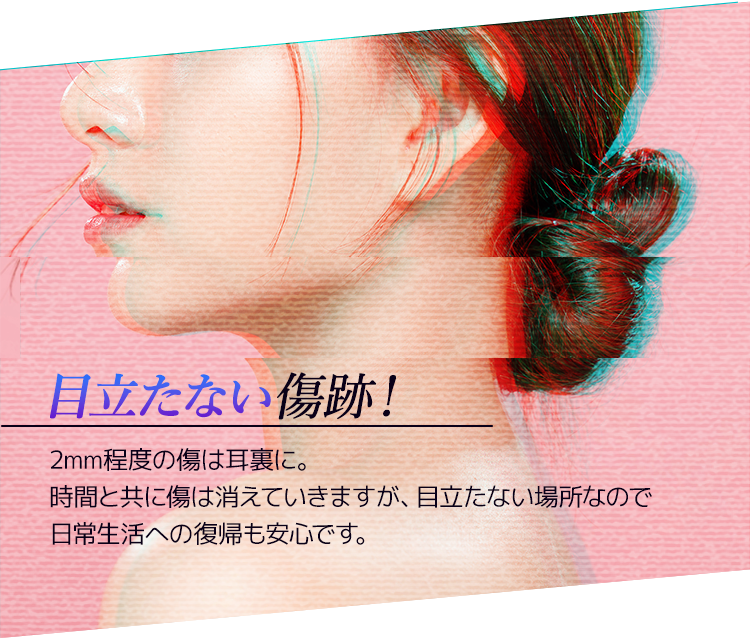 目立たない傷跡！
2mm程度の傷は耳裏に。
時間と共に傷は消えていきますが、目立たない場所なので
日常生活への復帰も安心です。